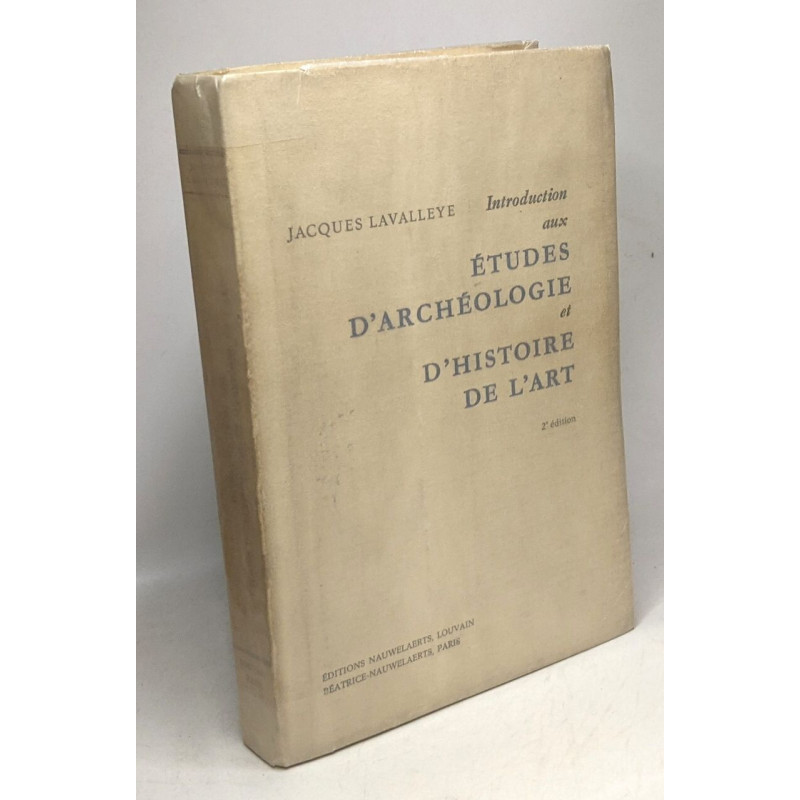 JACQUES LAVALLEYE
Introduction
aux
ÉTUDES
D'ARCHÉOLOGIE
et
D'HISTOIRE
DE L'ART
2e édition
ÉDITIONS NAUWELAERTS, LOUVAIN
BÉATRICE-NAUWELAERTS, PARIS